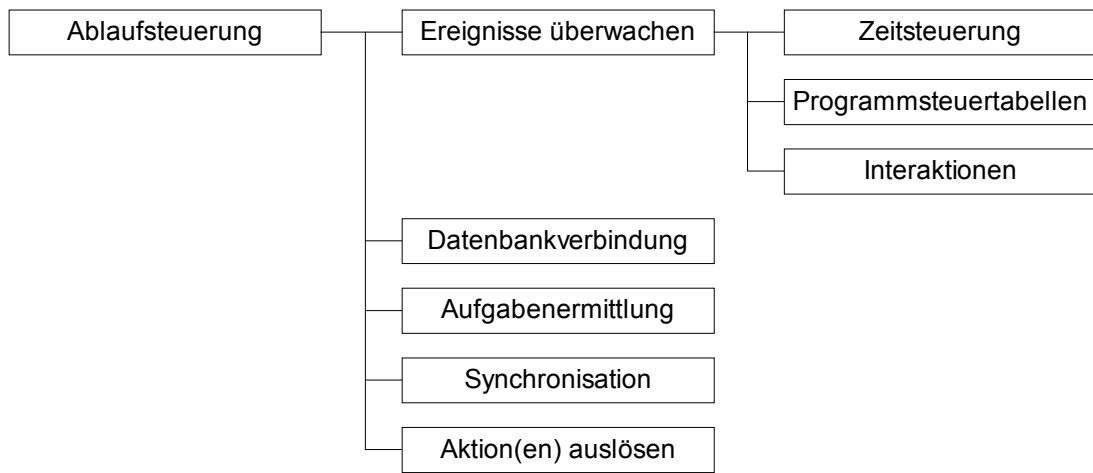 Ablaufsteuerung
Ereignisse überwachen
Zeitsteuerung
Programmsteuertabellen
Interaktionen
Datenbankverbindung
Aufgabenermittlung
Synchronisation
Aktion(en) auslösen